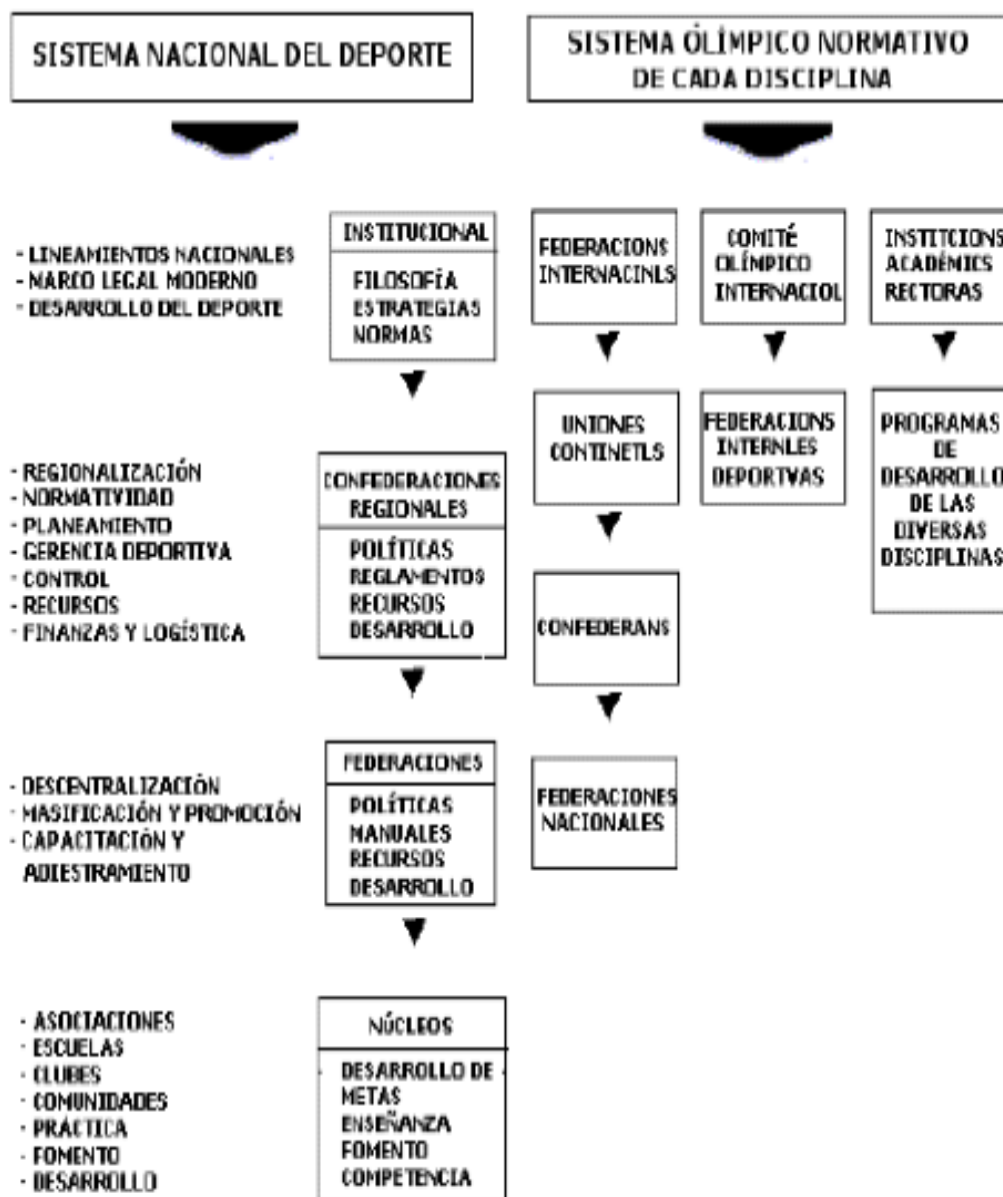 SISTEMA NACIONAL DEL DEPORTE
SISTEMA ÓLÍMPICO NORMATIVO
DE CADA DISCIPLINA
- LINEAMIENTOS NACIONALES
- MARCO LEGAL MODERNO
- DESARROLLO DEL DEPORTE
INSTITUCIONAL
FILOSOFÍA
ESTRATEGIAS
NORMAS
- REGIONALIZACIÓN
- NORMATIVIDAD
- PLANEAMIENTO
- GERENCIA DEPORTIVA
- CONTROL
- RECURSOS
- FINANZAS Y LOGÍSTICA
CONFEDERACIONES
REGIONALES
POLÍTICAS
REGLAMENTOS
RECURSOS
DESARROLLO
- DESCENTRALIZACIÓN
- MASIFICACIÓN Y PROMOCIÓN
- CAPACITACIÓN Y
ADIESTRAMIENTO
FEDERACIONES
POLÍTICAS
MANUALES
RECURSOS
DESARROLLO
- ASOCIACIONES
- ESCUELAS
- CLUBES
- COMUNIDADES
- PRÁCTICA
- FOMENTO
- DESARROLLO
NÚCLEOS
DESARROLLO DE
METAS
ENSEÑANZA
FOMENTO
COMPETENCIA
FEDERACIONS
INTERNACINLS
UNIONES
CONTINETLS
CONFEDERANS
FEDERACIONES
NACIONALES
COMITÉ
OLÍMPICO
INTERNACIOL
FEDERACIONS
INTERNLES
DEPORTVAS
INSTITCIONS
ACADÉMICS
RECTORAS
PROGRAMAS
DE
DESARROLLO
DE LAS
DIVERSAS
DISCIPLINAS